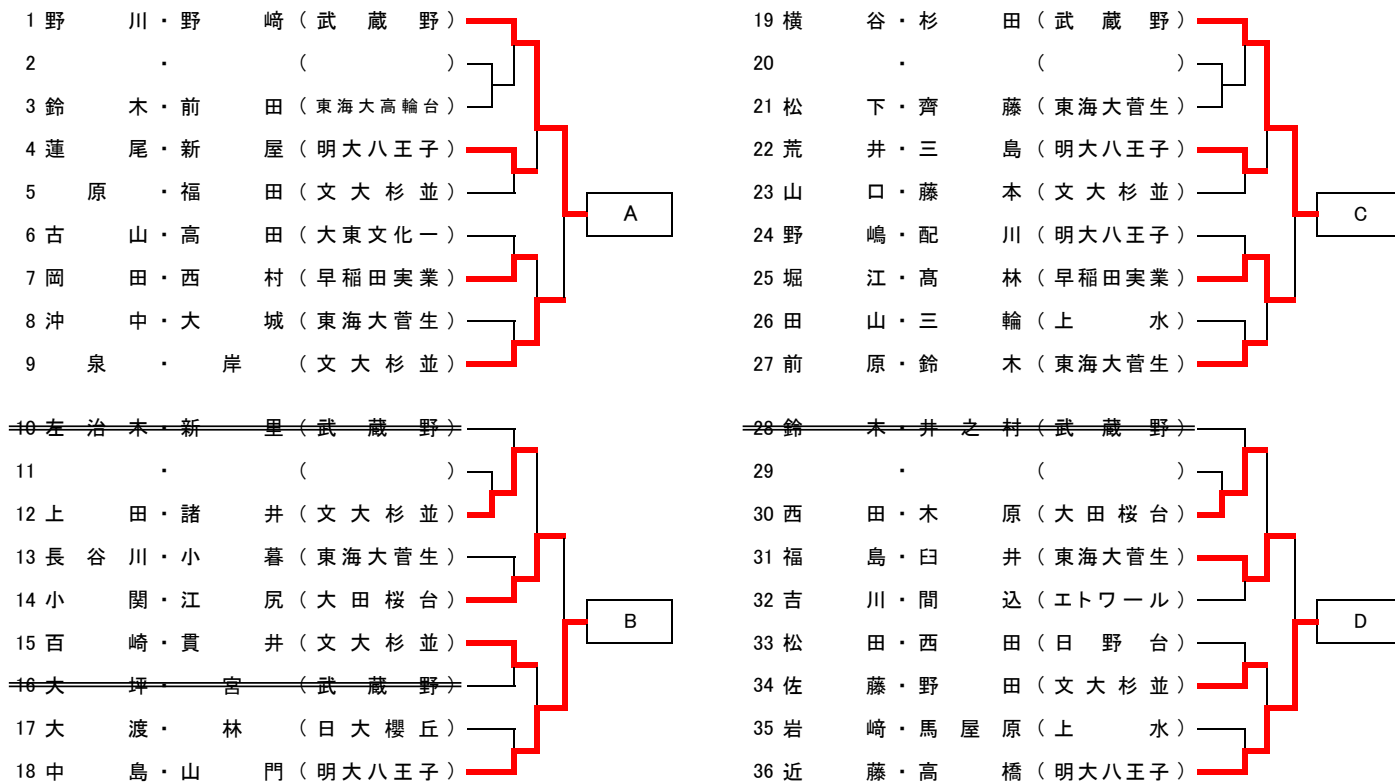 1 野川・野﨑（武蔵野）
2 ・（ ）
3 鈴木・前田（東海大高輪台）
4 蓮尾・新屋（明大八王子）
5 原・福田（文大杉並）
6 古山・高田（大東文化一）
7 岡田・西村（早稲田実業）
8 沖中・大城（東海大菅生）
9 泉・岸（文大杉並）
A
10 左治木・新里（武蔵野）
11 ・（ ）
12 上田・諸井（文大杉並）
13 長谷川・小暮（東海大菅生）
14 小関・江尻（大田桜台）
15 百崎・貫井（文大杉並）
16 大坪・宮（武蔵野）
17 大渡・林（日大櫻丘）
18 中島・山門（明大八王子）
B
19 横谷・杉田（武蔵野）
20 ・（ ）
21 松下・齊藤（東海大菅生）
22 荒井・三島（明大八王子）
23 山口・藤本（文大杉並）
24 野嶋・配川（明大八王子）
25 堀江・髙林（早稲田実業）
26 田山・三輪（上水）
27 前原・鈴木（東海大菅生）
C
28 鈴木・井之村（武蔵野）
29 ・（ ）
30 西田・木原（大田桜台）
31 福島・臼井（東海大菅生）
32 吉川・間込（エトワール）
33 松田・西田（日野台）
34 佐藤・野田（文大杉並）
35 岩﨑・馬屋原（上水）
36 近藤・高橋（明大八王子）
D